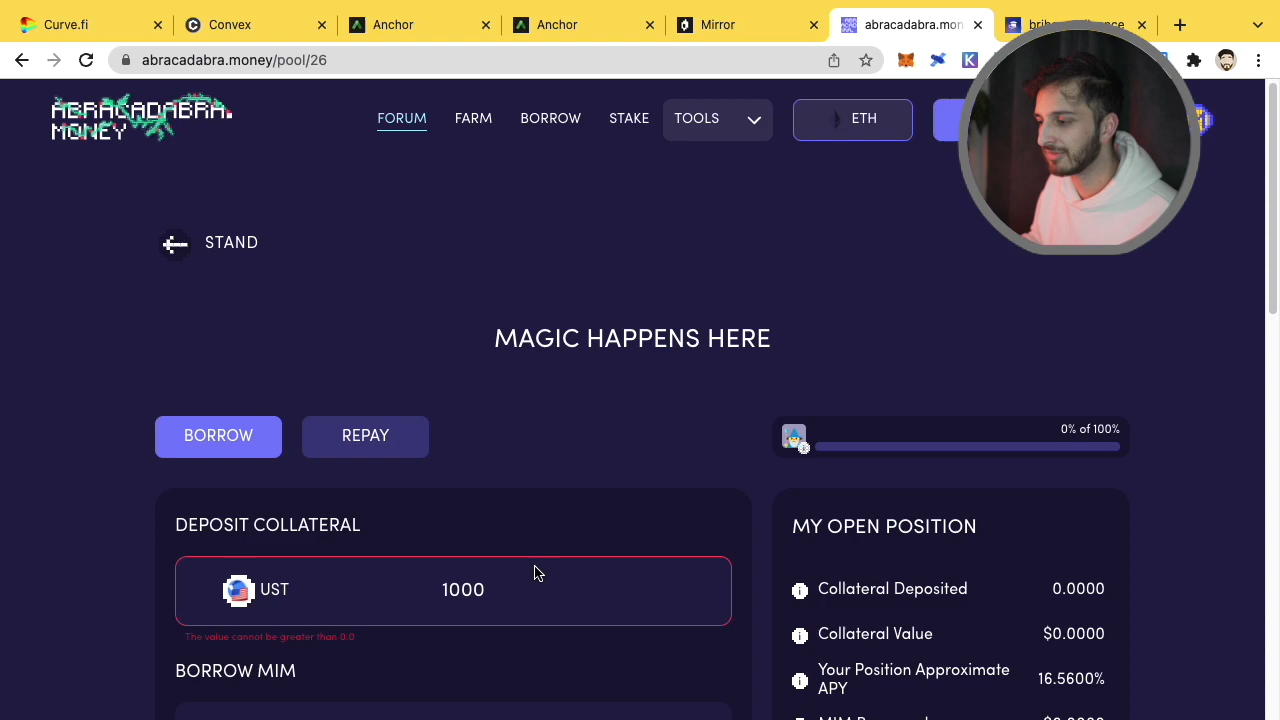 Curve.fi
Convex
Anchor
Anchor
Mirror
abracadabra.mon
abracadabra.money/pool/26
ABRACADABRA.
MONEY
FORUM
FARM
BORROW
STAKE
TOOLS
ETH
STAND
MAGIC HAPPENS HERE
BORROW
REPAY
0% of 100%
DEPOSIT COLLATERAL
UST
1000
The value cannot be greater than 0.0
BORROW MIM
MY OPEN POSITION
Collateral Deposited
0.0000
Collateral Value
$0.0000
Your Position Approximate
APY
16.5600%